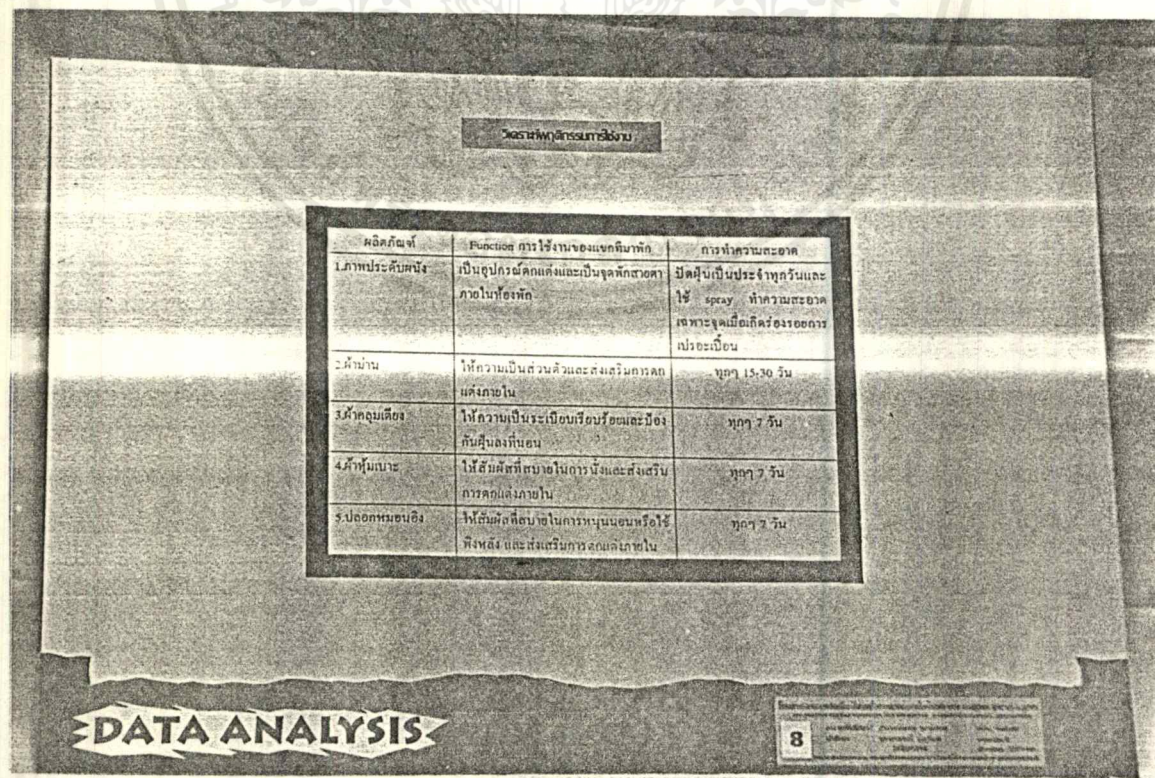 วิเคราะห์พฤติกรรมการใช้งาน
ผลิตภัณฑ์ Function การใช้งานของแขกที่มาพัก การทำความสะอาด
1.ภาพประดับผนัง เป็นอุปกรณ์ตกแต่งและเป็นจุดพักสายตา ปัดฝุ่นเป็นประจำทุกวันและ
ภายในห้องพัก ใช้ spray ทำความสะอาด
เฉพาะจุดเมื่อเกิดร่องรอยการ
เปรอะเปื้อน
2.ผ้าม่าน ให้ความเป็นส่วนตัวและส่งเสริมการตก ทุกๆ 15-30 วัน
แต่งภายใน
3.ผ้าคลุมเตียง ให้ความเป็นระเบียบเรียบร้อยและป้อง ทุกๆ 7 วัน
กันฝุ่นลงที่นอน
4.ผ้าหุ้มเบาะ ให้สัมผัสที่สบายในการนั่งและส่งเสริม ทุกๆ 7 วัน
การตกแต่งภายใน
5.ปลอกหมอนอิง ให้สัมผัสที่สบายในการหนุนนอนหรือใช้ ทุกๆ 7 วัน
พิงหลัง และส่งเสริมการตกแต่งภายใน
DATA ANALYSIS
8